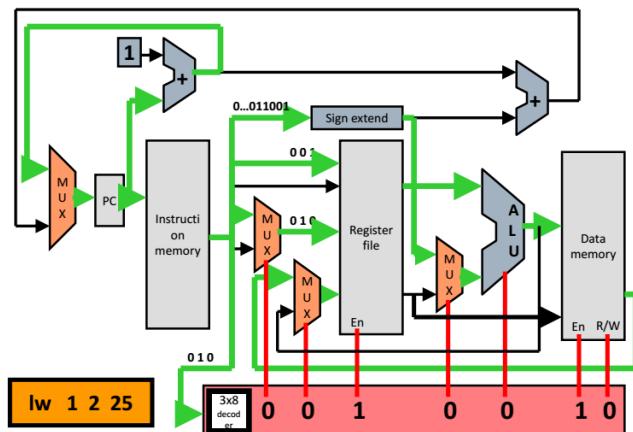 1
+
+
0...011001
Sign extend
0 0 1
M
U
X
PC
Instructi
on
memory
M
U
X
0 1 0
Register
file
A
L
U
Data
memory
M
U
X
M
U
X
En
En R/W
0 1 0
lw 1 2 25
3x8
decod
er
0 0 1 0 0 1 0